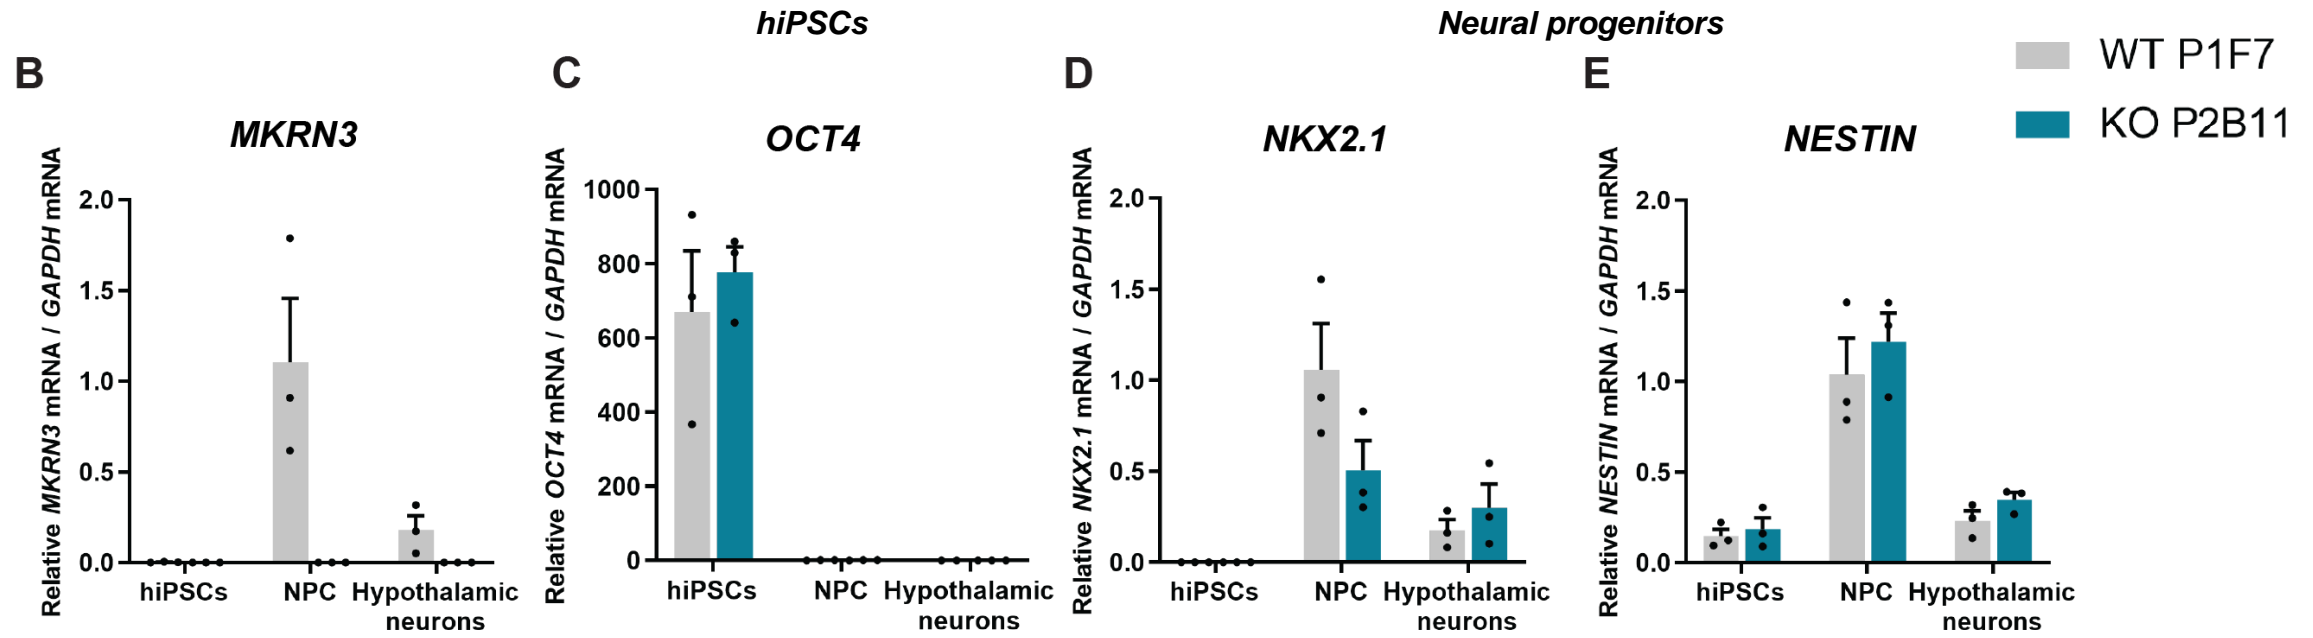 hiPSCs
Neural progenitors
WT P1F7
KO P2B11
B
MKRN3
Relative MKRN3 mRNA / GAPDH mRNA
2.0
1.5
1.0
0.5
0.0
hiPSCs
NPC
Hypothalamic
neurons
C
OCT4
Relative OCT4 mRNA / GAPDH mRNA
1000
800
600
400
200
0
hiPSCs
NPC
Hypothalamic
neurons
D
NKX2.1
Relative NKX2.1 mRNA / GAPDH mRNA
2.0
1.5
1.0
0.5
0.0
hiPSCs
NPC
Hypothalamic
neurons
E
NESTIN
Relative NESTIN mRNA / GAPDH mRNA
2.0
1.5
1.0
0.5
0.0
hiPSCs
NPC
Hypothalamic
neurons